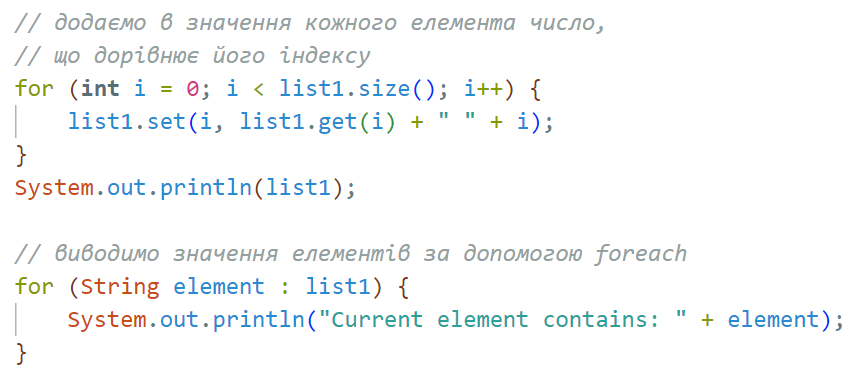 // додаємо в значення кожного елемента число,
// що дорівнює його індексу
for (int i = 0; i < list1.size(); i++) {
    list1.set(i, list1.get(i) + " " + i);
}
System.out.println(list1);

// виводимо значення елементів за допомогою foreach
for (String element : list1) {
    System.out.println("Current element contains: " + element);
}